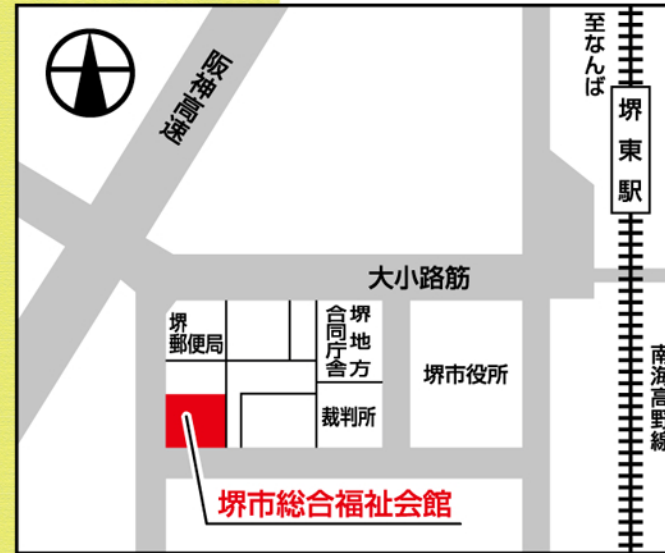 阪神高速
至なんば
堺東駅
大小路筋
堺
郵便局
堺地方
合同庁舎
堺市役所
裁判所
南海高野線
堺市総合福祉会館